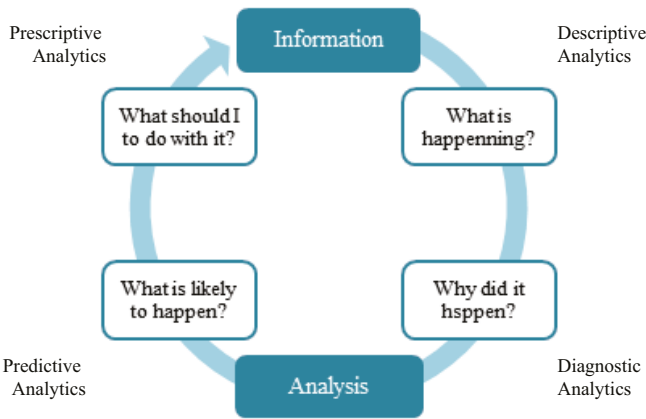 Prescriptive
Analytics
Information
Descriptive
Analytics
What should I
to do with it?
What is
happenning?
What is likely
to happen?
Why did it
hsppen?
Predictive
Analytics
Analysis
Diagnostic
Analytics